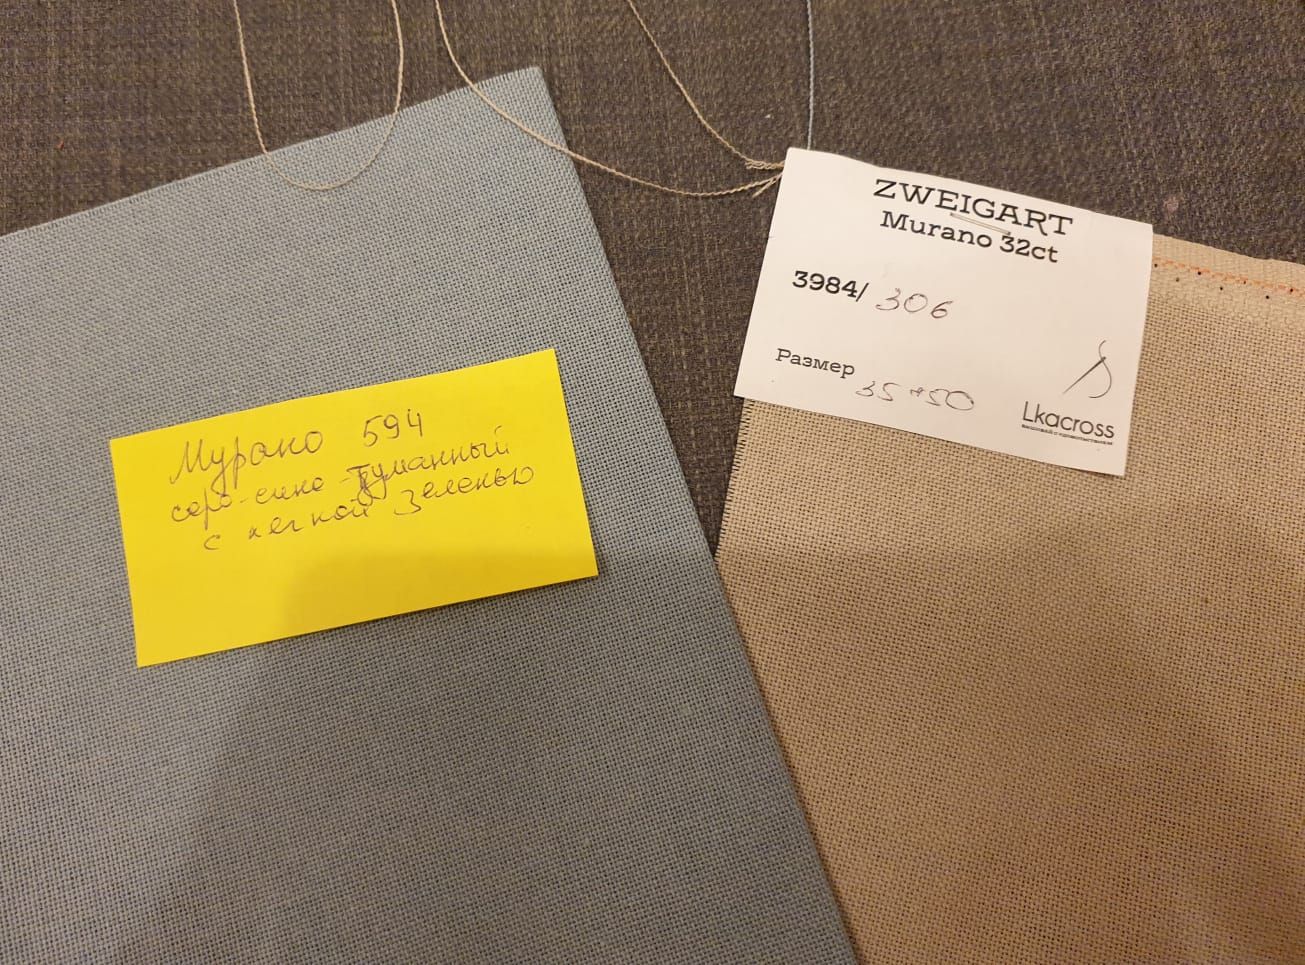 Мурано 594
серо-сине-туманный
с легкой зеленью
ZWEIGART
Murano 32ct
3984/ 306
Размер 35*50
Lkacross